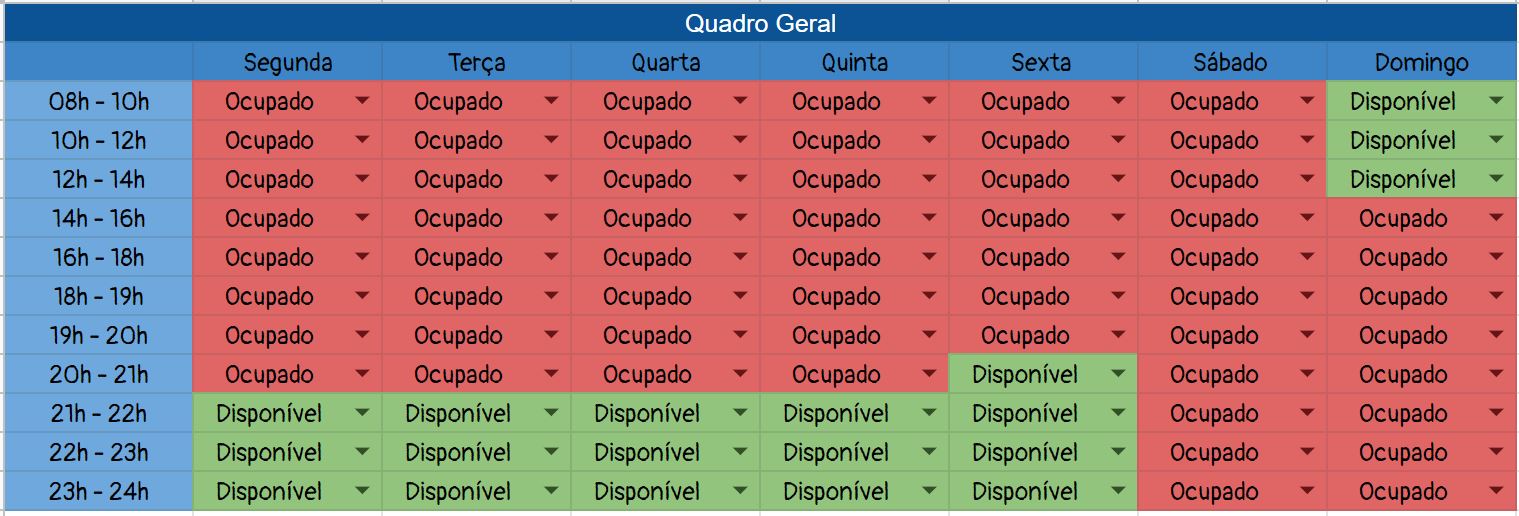 Quadro Geral
Segunda Terça Quarta Quinta Sexta Sábado Domingo
08h - 10h Ocupado Ocupado Ocupado Ocupado Ocupado Ocupado Disponível
10h - 12h Ocupado Ocupado Ocupado Ocupado Ocupado Ocupado Disponível
12h - 14h Ocupado Ocupado Ocupado Ocupado Ocupado Ocupado Disponível
14h - 16h Ocupado Ocupado Ocupado Ocupado Ocupado Ocupado Ocupado
16h - 18h Ocupado Ocupado Ocupado Ocupado Ocupado Ocupado Ocupado
18h - 19h Ocupado Ocupado Ocupado Ocupado Ocupado Ocupado Ocupado
19h - 20h Ocupado Ocupado Ocupado Ocupado Ocupado Ocupado Ocupado
20h - 21h Ocupado Ocupado Ocupado Ocupado Disponível Ocupado Ocupado
21h - 22h Disponível Disponível Disponível Disponível Disponível Ocupado Ocupado
22h - 23h Disponível Disponível Disponível Disponível Disponível Ocupado Ocupado
23h - 24h Disponível Disponível Disponível Disponível Disponível Ocupado Ocupado